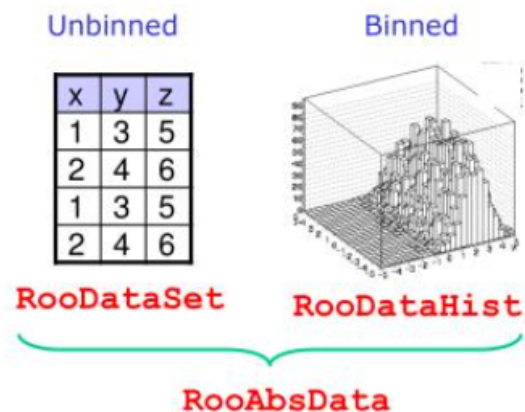 Unbinned
Binned
x y z
1 3 5
2 4 6
1 3 5
2 4 6
RooDataSet
RooDataHist
RooAbsData